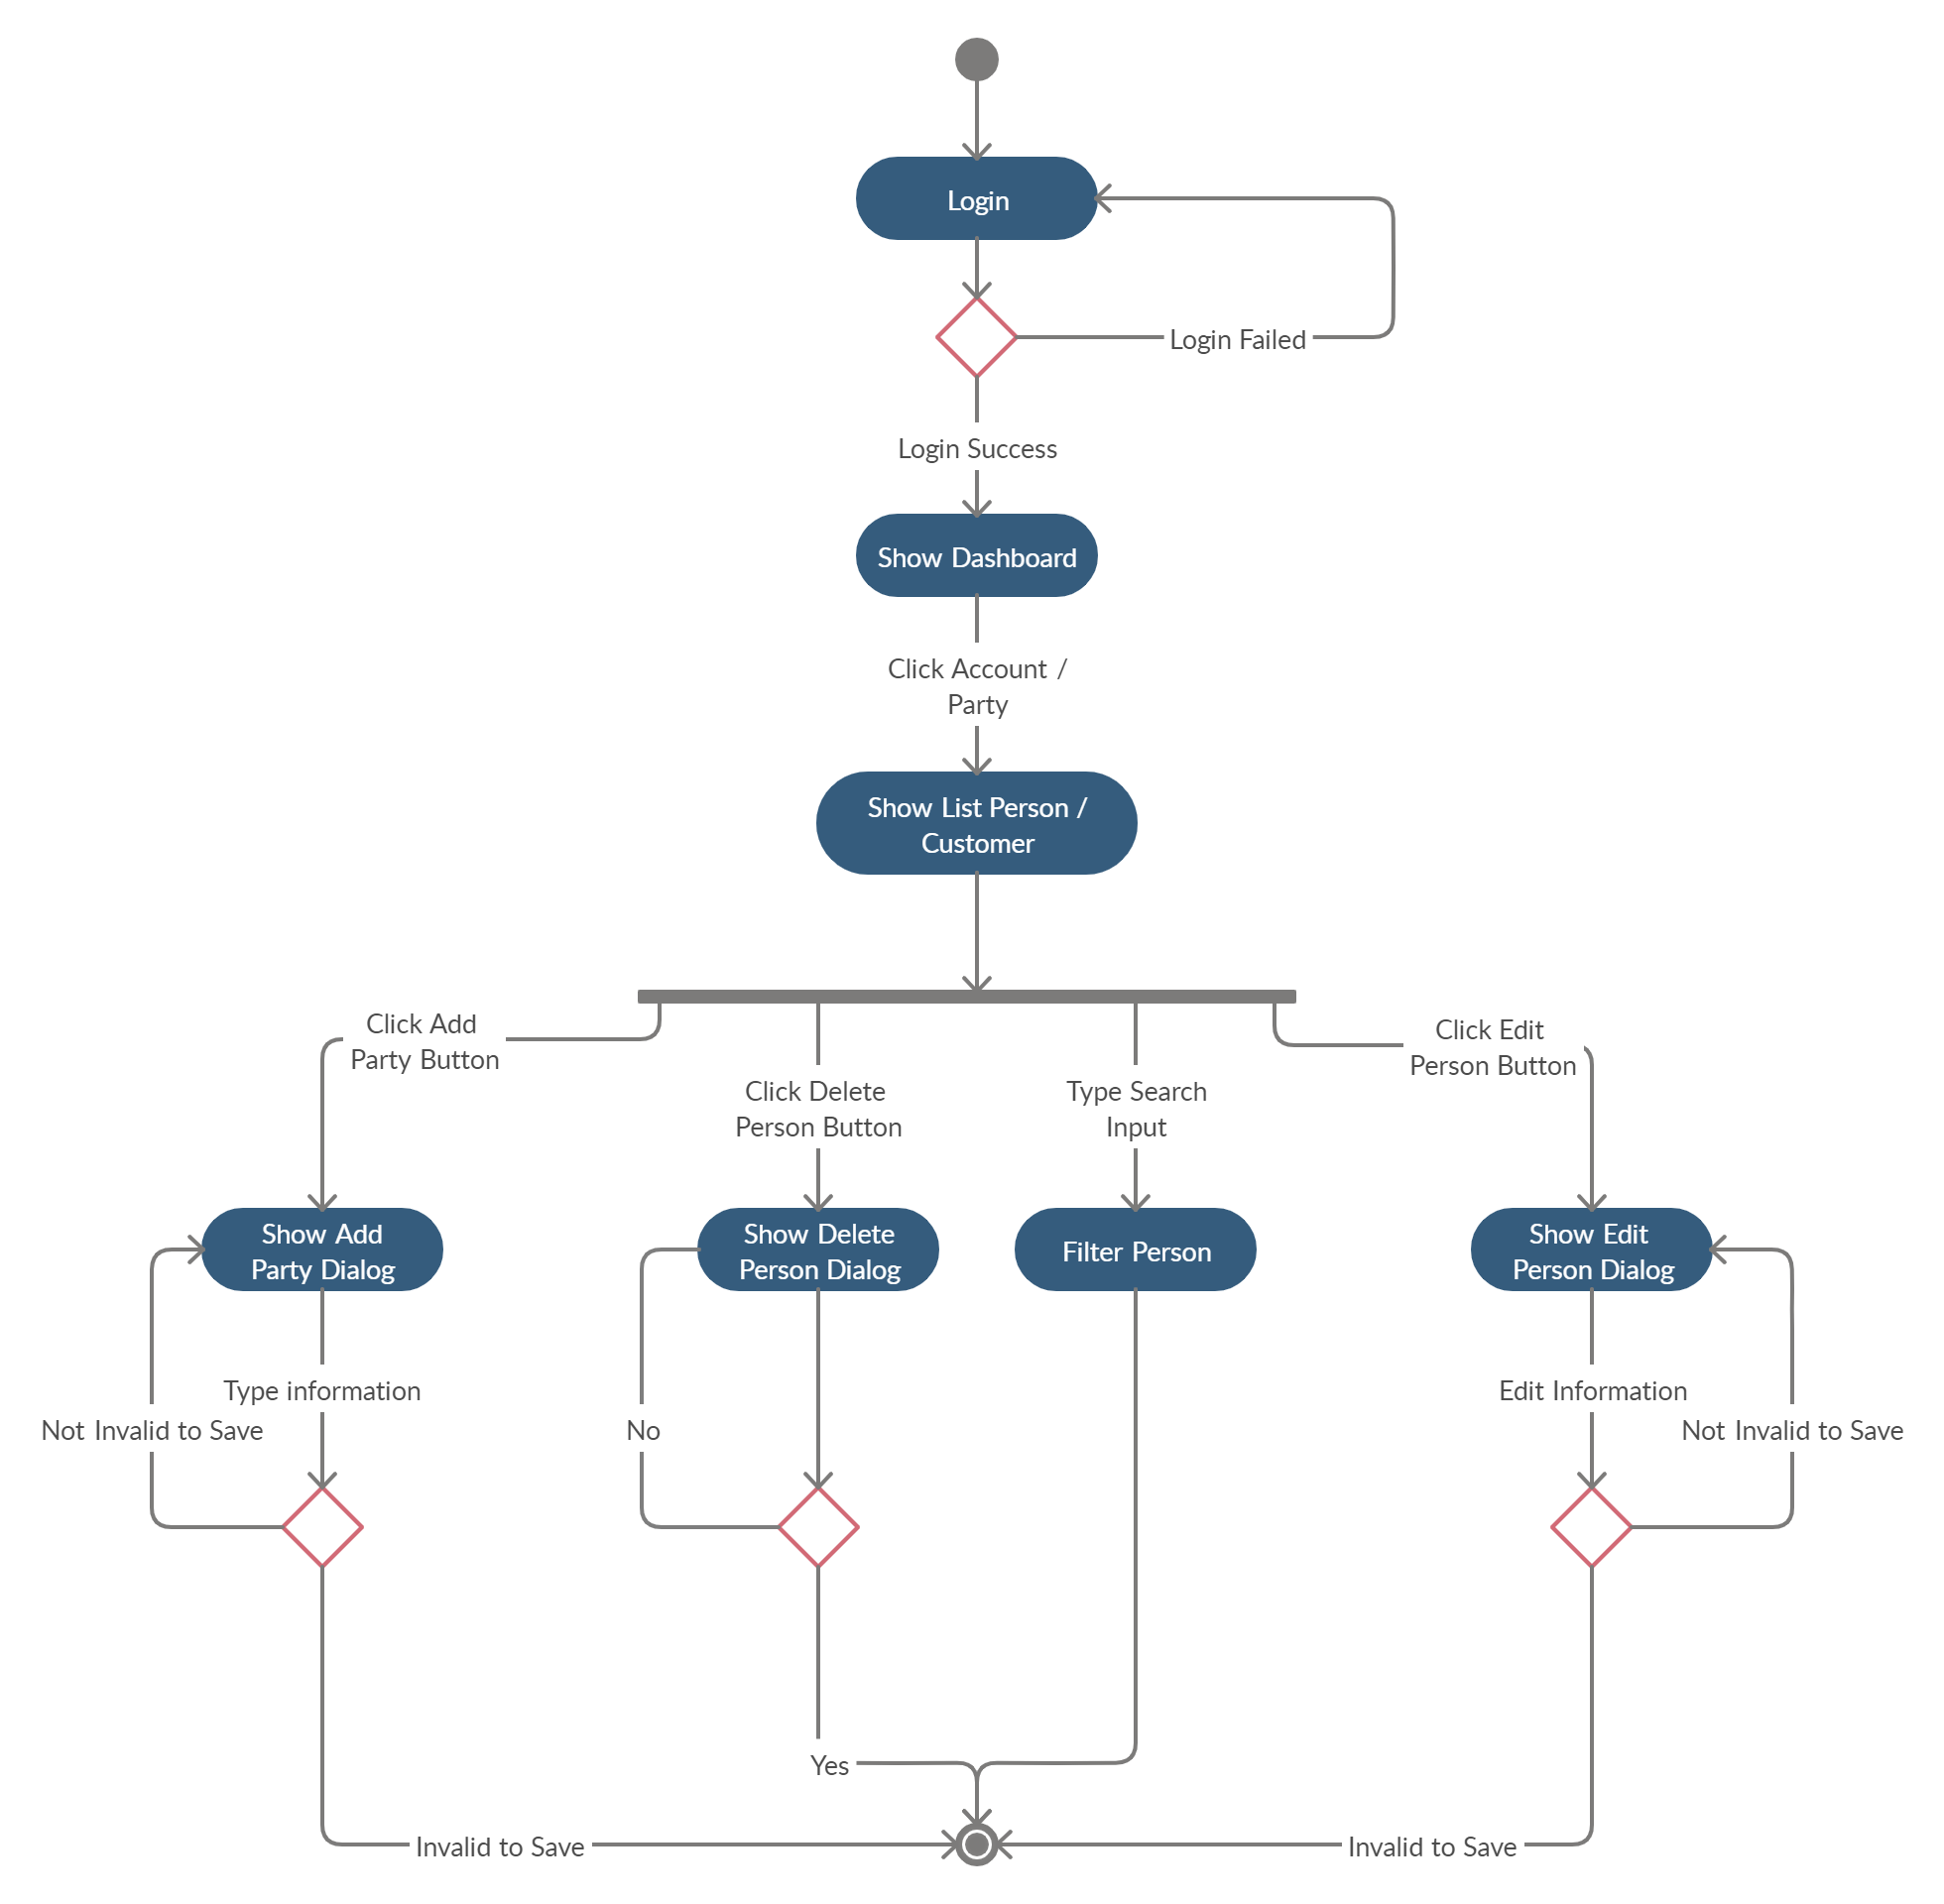 Login
Login Failed
Login Success
Show Dashboard
Click Account /
Party
Show List Person /
Customer
Click Add
Party Button
Click Delete
Person Button
Type Search
Input
Click Edit
Person Button
Show Add
Party Dialog
Show Delete
Person Dialog
Filter Person
Show Edit
Person Dialog
Type information
Not Invalid to Save
No
Edit Information
Not Invalid to Save
Yes
Invalid to Save
Invalid to Save